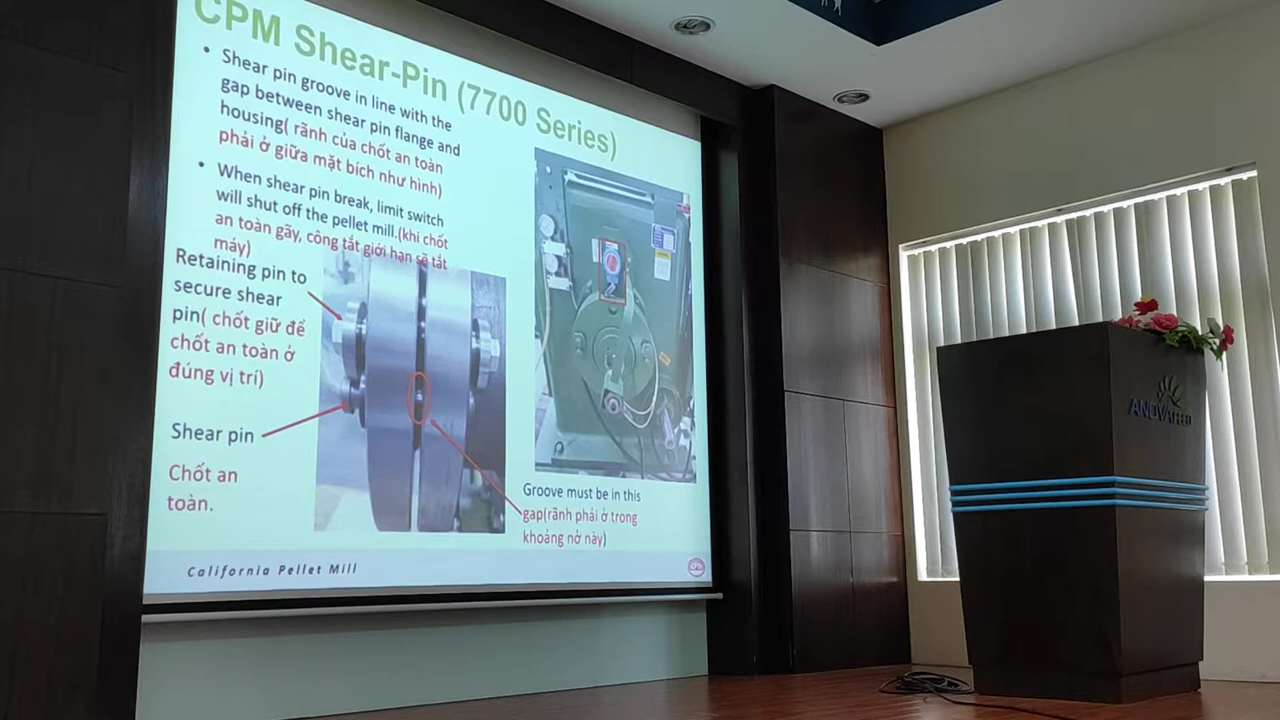 CPM Shear-Pin (7700 Series)
• Shear pin groove in line with the
gap between shear pin flange and
housing( rãnh của chốt an toàn
phải ở giữa mặt bích như hình)
• When shear pin break, limit switch
will shut off the pellet mill.(khi chốt
an toàn gãy, công tắt giới hạn sẽ tắt
máy)
Retaining pin to
secure shear
pin( chốt giữ để
chốt an toàn ở
đúng vị trí)
Shear pin
Chốt an
toàn.
Groove must be in this
gap(rãnh phải ở trong
khoảng nở này)
California Pellet Mill
CPM
ANOVAFEED